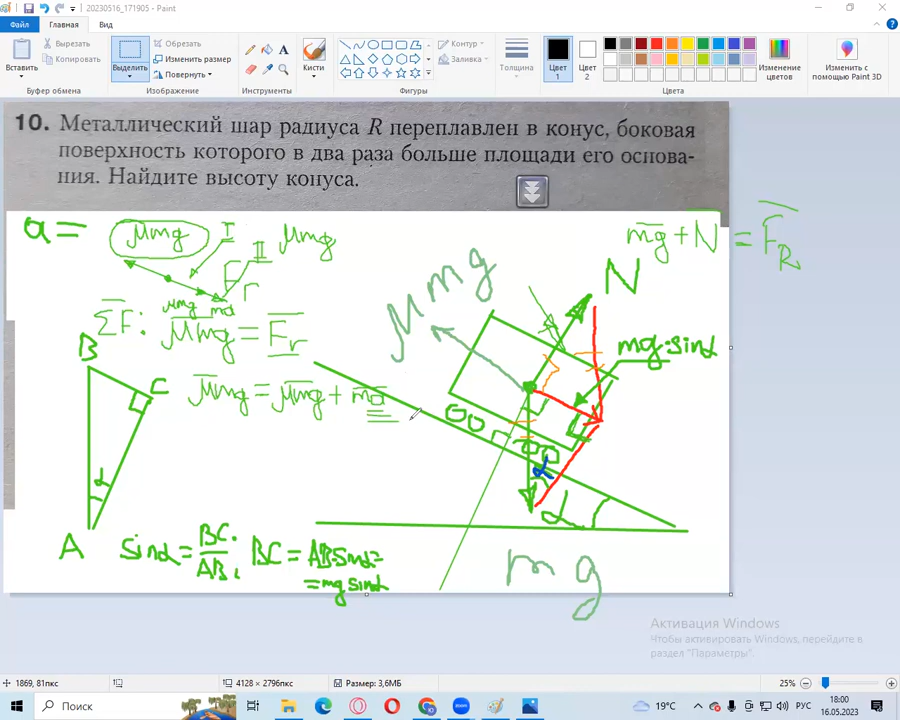 20230516_171905 - Paint
Файл
Главная
Вид
Вставить
Вырезать
Копировать
Буфер обмена
Выделить
Обрезать
Изменить размер
Повернуть
Изображение
A
Инструменты
Кисти
Контур
Заливка
Фигуры
Толщина
Цвет 1
Цвет 2
Изменение цветов
Цвета
Изменить с помощью Paint 3D
10. Металлический шар радиуса R переплавлен в конус, боковая
поверхность которого в два раза больше площади его основа-
ния. Найдите высоту конуса.
a =
μmg
I
II
μmg
F
r
mg + N = F_R
N
μmg
mg·sinα
μmg ma
ΣF: μmg = Fr
B
C
μmg = μmg + ma
α
α
α
A
sinα = BC/AB, BC = AB·sinα =
= mg sinα
mg
Активация Windows
Чтобы активировать Windows, перейдите в
раздел "Параметры".
1869, 81пкс
4128 × 2796пкс
Размер: 3,6МБ
25%
Поиск
19°C
РУС
18:00
16.05.2023